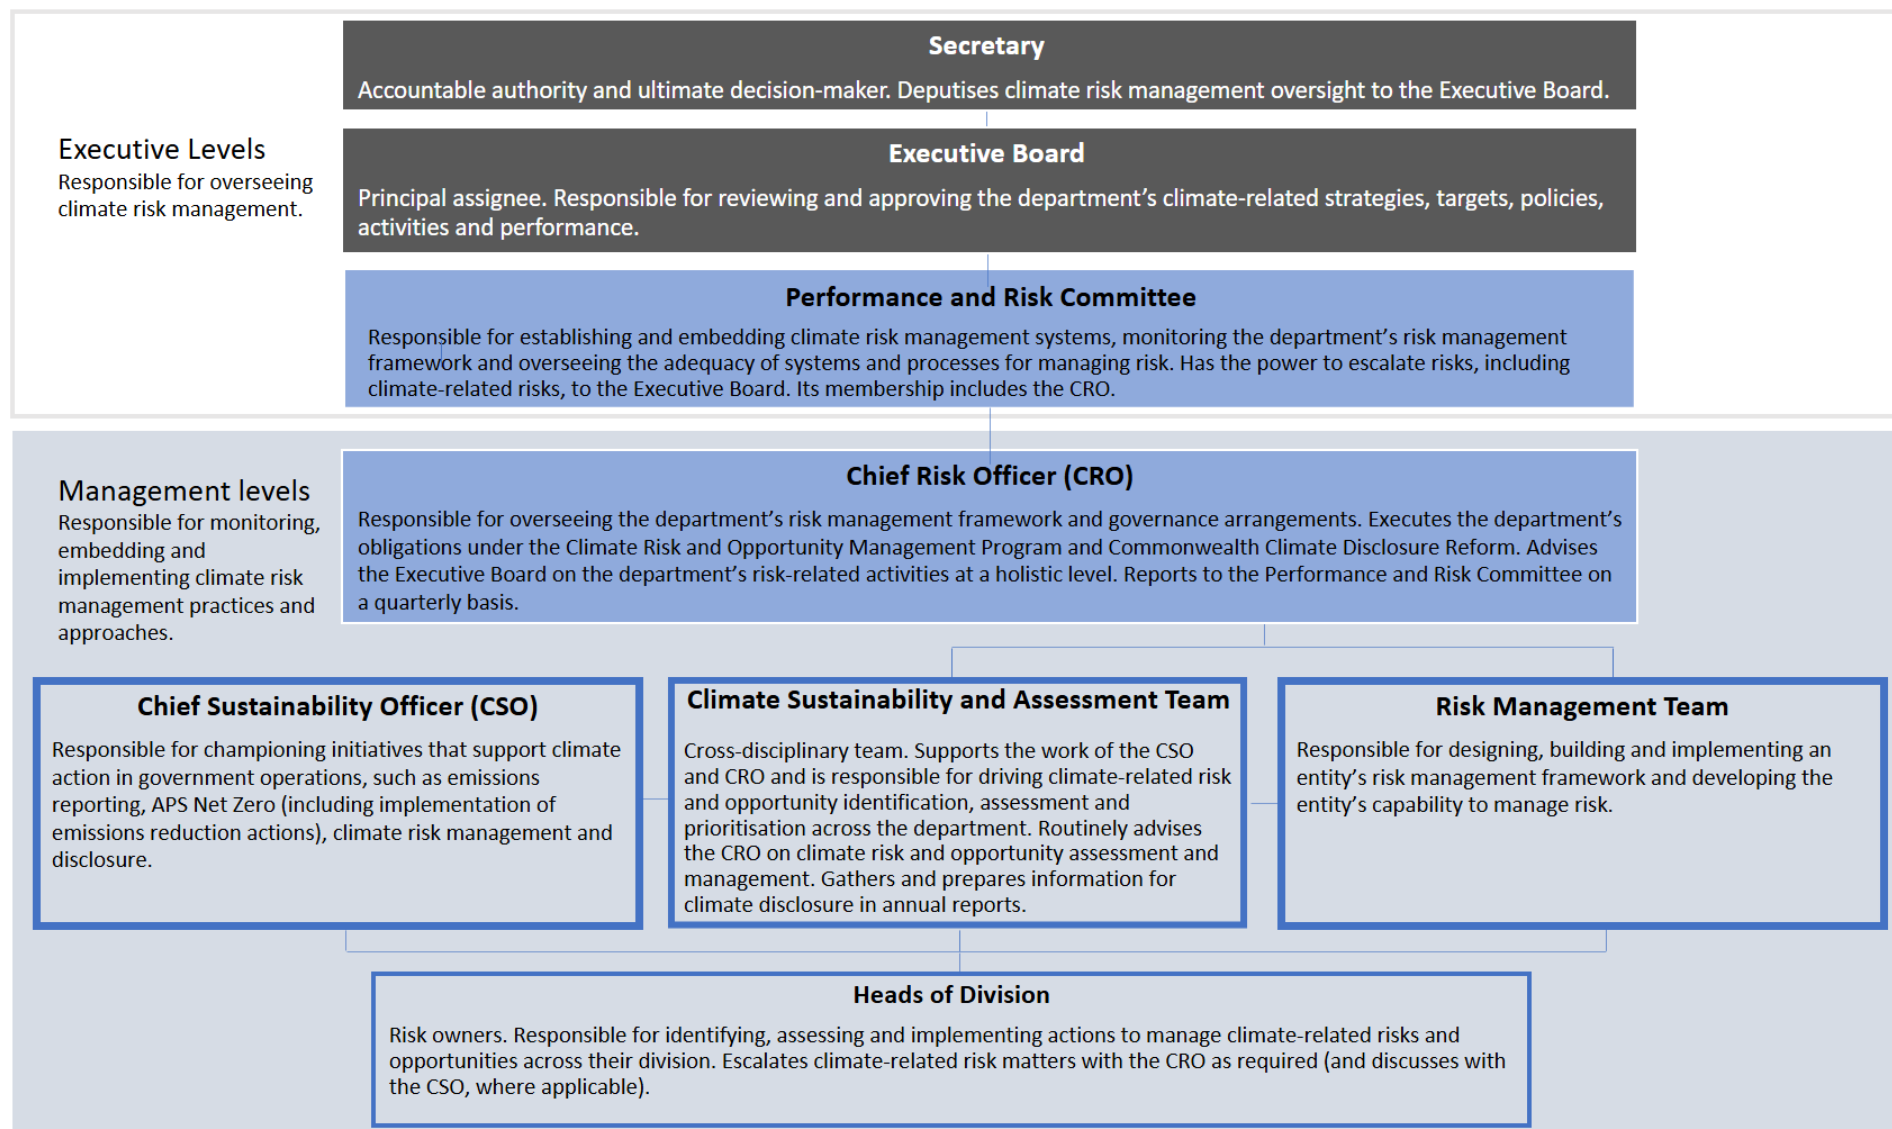 Secretary
Accountable authority and ultimate decision-maker. Deputises climate risk management oversight to the Executive Board.
Executive Levels
Responsible for overseeing
climate risk management.
Executive Board
Principal assignee. Responsible for reviewing and approving the department’s climate-related strategies, targets, policies,
activities and performance.
Performance and Risk Committee
Responsible for establishing and embedding climate risk management systems, monitoring the department’s risk management
framework and overseeing the adequacy of systems and processes for managing risk. Has the power to escalate risks, including
climate-related risks, to the Executive Board. Its membership includes the CRO.
Management levels
Responsible for monitoring,
embedding and
implementing climate risk
management practices and
approaches.
Chief Risk Officer (CRO)
Responsible for overseeing the department’s risk management framework and governance arrangements. Executes the department’s
obligations under the Climate Risk and Opportunity Management Program and Commonwealth Climate Disclosure Reform. Advises
the Executive Board on the department’s risk-related activities at a holistic level. Reports to the Performance and Risk Committee on
a quarterly basis.
Chief Sustainability Officer (CSO)
Responsible for championing initiatives that support climate
action in government operations, such as emissions
reporting, APS Net Zero (including implementation of
emissions reduction actions), climate risk management and
disclosure.
Climate Sustainability and Assessment Team
Cross-disciplinary team. Supports the work of the CSO
and CRO and is responsible for driving climate-related risk
and opportunity identification, assessment and
prioritisation across the department. Routinely advises
the CRO on climate risk and opportunity assessment and
management. Gathers and prepares information for
climate disclosure in annual reports.
Risk Management Team
Responsible for designing, building and implementing an
entity’s risk management framework and developing the
entity’s capability to manage risk.
Heads of Division
Risk owners. Responsible for identifying, assessing and implementing actions to manage climate-related risks and
opportunities across their division. Escalates climate-related risk matters with the CRO as required (and discusses with
the CSO, where applicable).